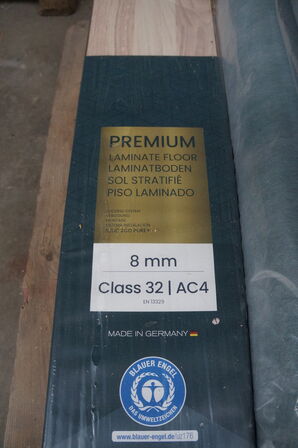 PREMIUM
LAMINATE FLOOR
LAMINATBODEN
SOL STRATIFIÉ
PISO LAMINADO
8 mm
Class 32 | AC4
EN 13329
MADE IN GERMANY
BLAUER ENGEL
DAS UMWELTZEICHEN
www.blauer-engel.de/uz176